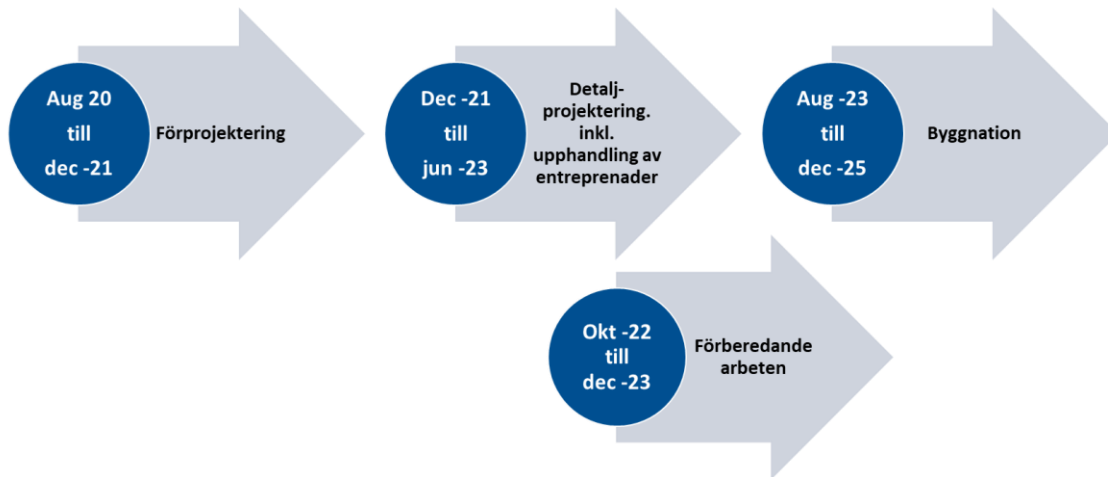 Aug 20
till
dec -21
Förprojektering
Dec -21
till
jun -23
Detalj-
projektering.
inkl.
upphandling av
entreprenader
Aug -23
till
dec -25
Byggnation
Okt -22
till
dec -23
Förberedande
arbeten